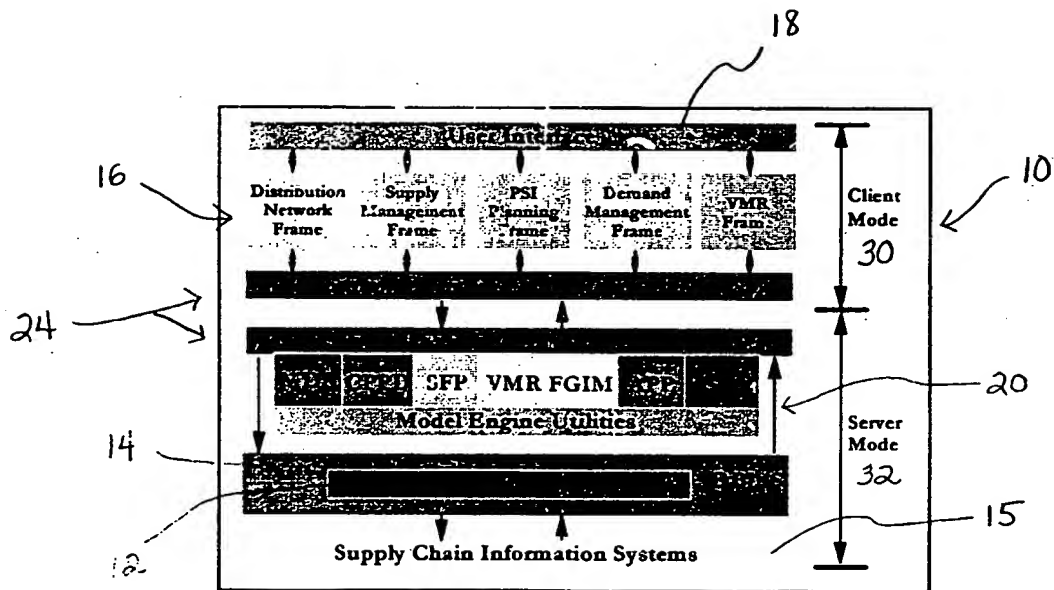 18
User Interf
16
10
Distribution
Network
Frame
Supply
Management
Frame
PSI
Planning
Frame
Demand
Management
Frame
VMR
Frame
Client
Mode
30
24
SFP VMR FGIM
Model Engine Utilities
20
Server
Mode
32
14
12
15
Supply Chain Information Systems